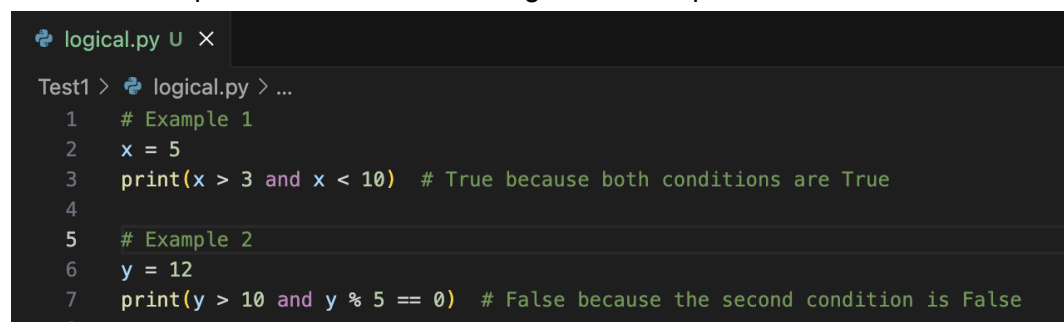 logical.py U ×
Test1 > logical.py > ...
1 # Example 1
2 x = 5
3 print(x > 3 and x < 10)  # True because both conditions are True
4
5 # Example 2
6 y = 12
7 print(y > 10 and y % 5 == 0)  # False because the second condition is False